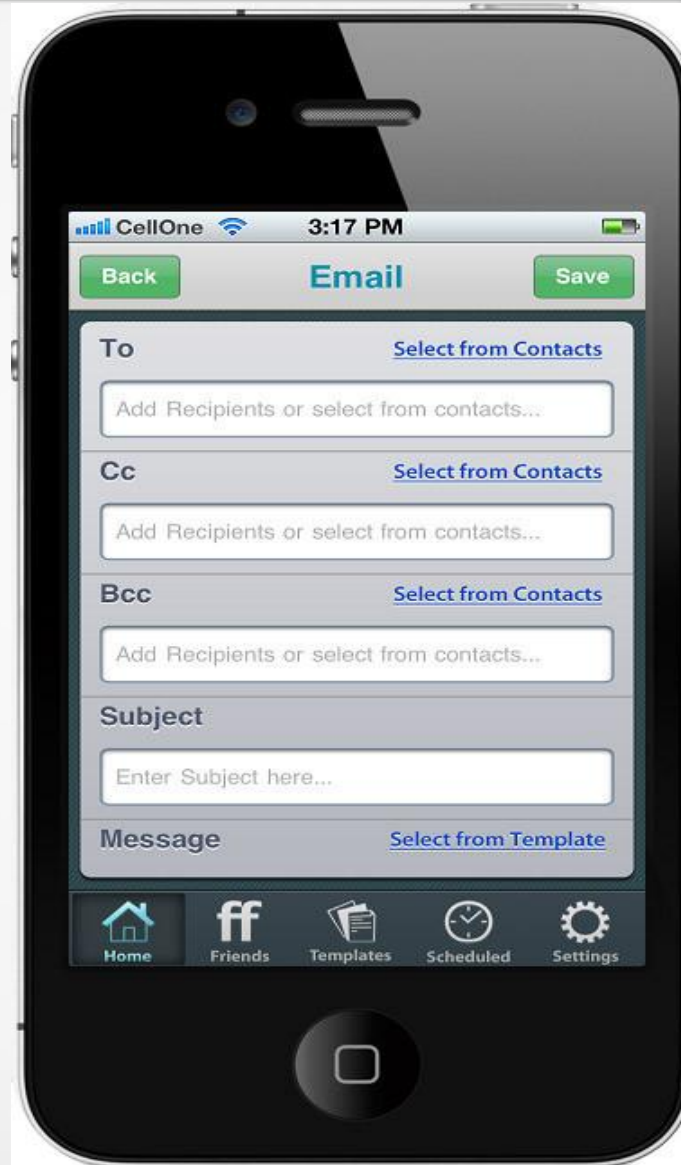 CellOne 3:17 PM
Back Email Save
To Select from Contacts
Add Recipients or select from contacts...
Cc Select from Contacts
Add Recipients or select from contacts...
Bcc Select from Contacts
Add Recipients or select from contacts...
Subject
Enter Subject here...
Message Select from Template
ff
Home Friends Templates Scheduled Settings